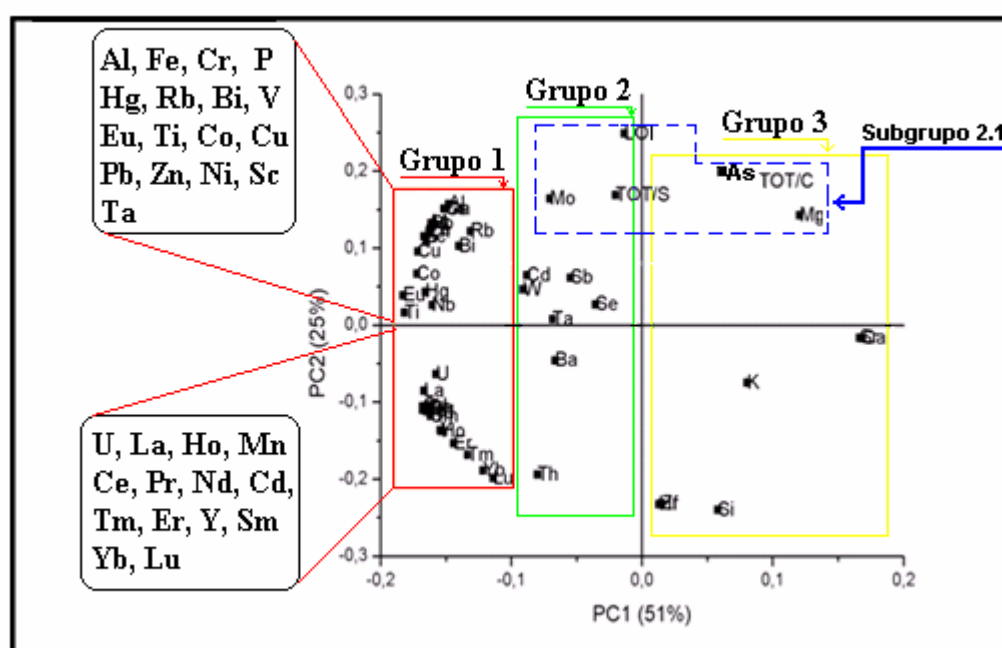 Al, Fe, Cr, P
Hg, Rb, Bi, V
Eu, Ti, Co, Cu
Pb, Zn, Ni, Sc
Ta
U, La, Ho, Mn
Ce, Pr, Nd, Cd,
Tm, Er, Y, Sm
Yb, Lu
Grupo 1
Grupo 2
Grupo 3
Subgrupo 2.1
PC2 (25%)
0,3
0,2
0,1
0,0
-0,1
-0,2
-0,3
LOI
As
TOT/C
Mo
TOT/S
Mg
Rb
Bi
Cu
Co
Cd
Sb
W
Eu
Hg
Nb
Se
Ti
Ta
Ba
U
K
La
Er
Tm
Yb
Lu
Th
Si
-0,2
-0,1
0,0
0,1
0,2
PC1 (51%)